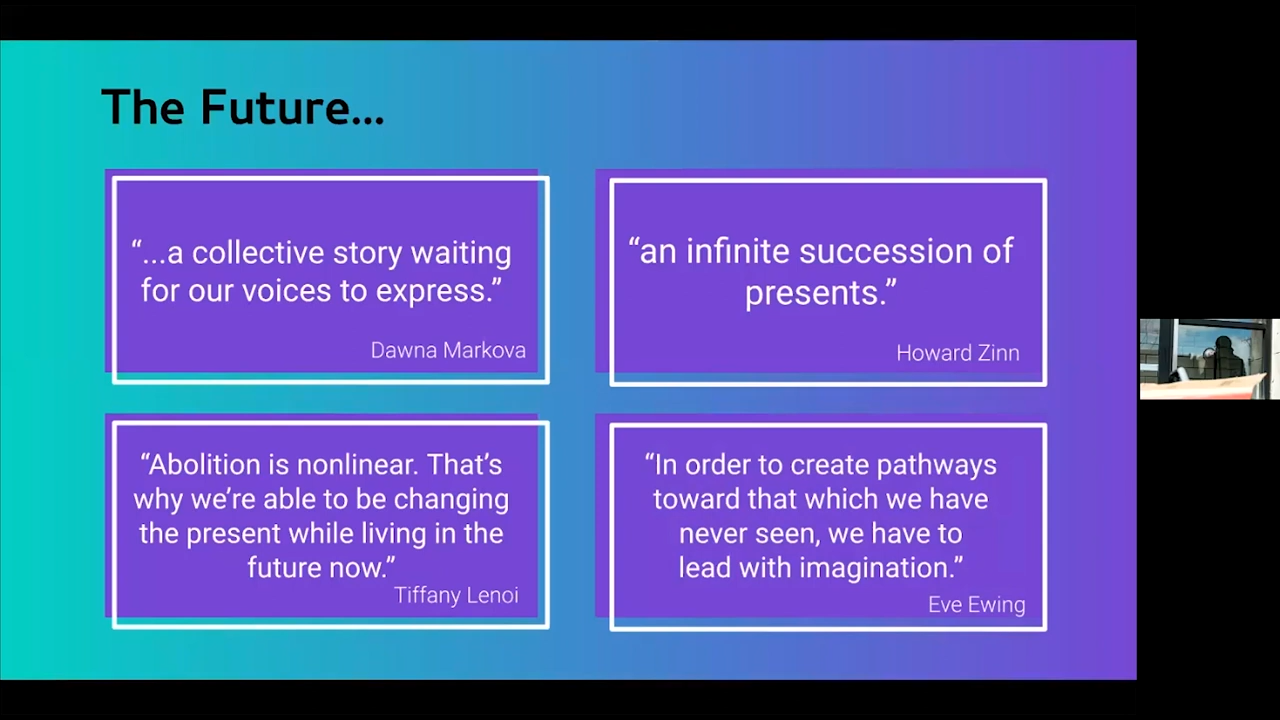 The Future...
“...a collective story waiting
for our voices to express.”
Dawna Markova
“an infinite succession of
presents.”
Howard Zinn
“Abolition is nonlinear. That’s
why we’re able to be changing
the present while living in the
future now.”
Tiffany Lenoi
“In order to create pathways
toward that which we have
never seen, we have to
lead with imagination.”
Eve Ewing